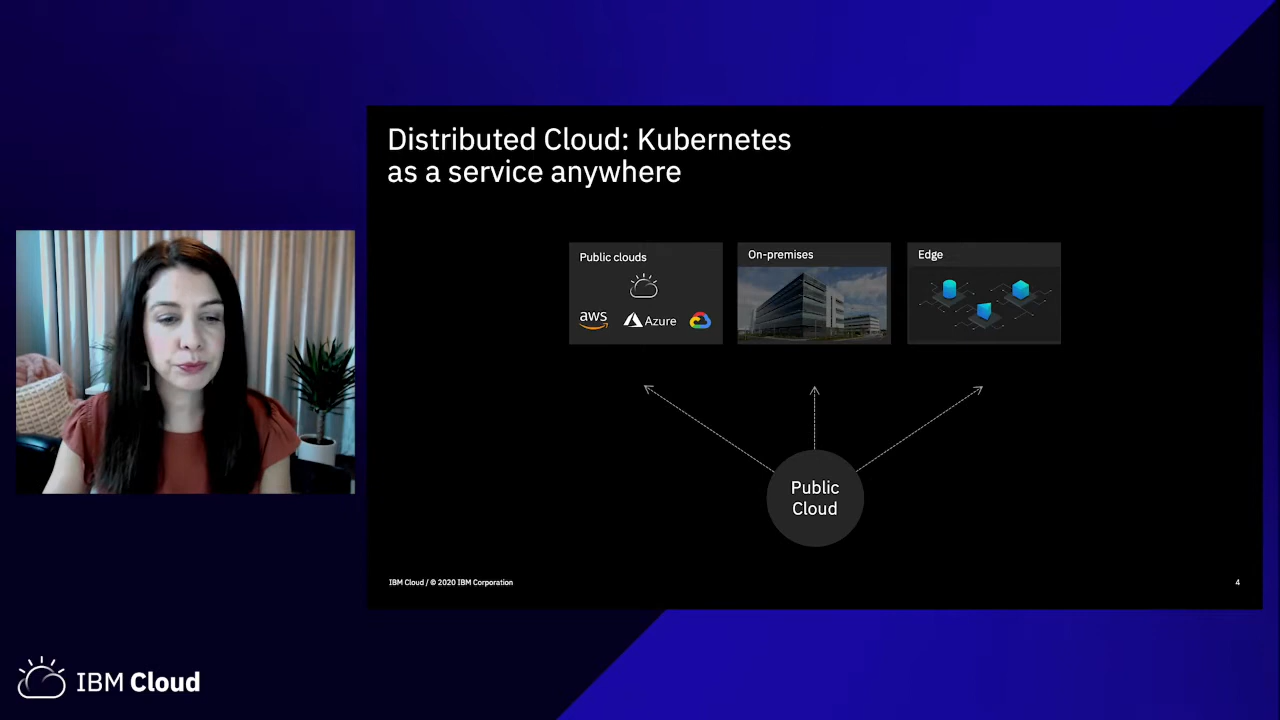 Distributed Cloud: Kubernetes
as a service anywhere
Public clouds
aws
Azure
On-premises
Edge
Public
Cloud
IBM Cloud / © 2020 IBM Corporation
4
IBM Cloud